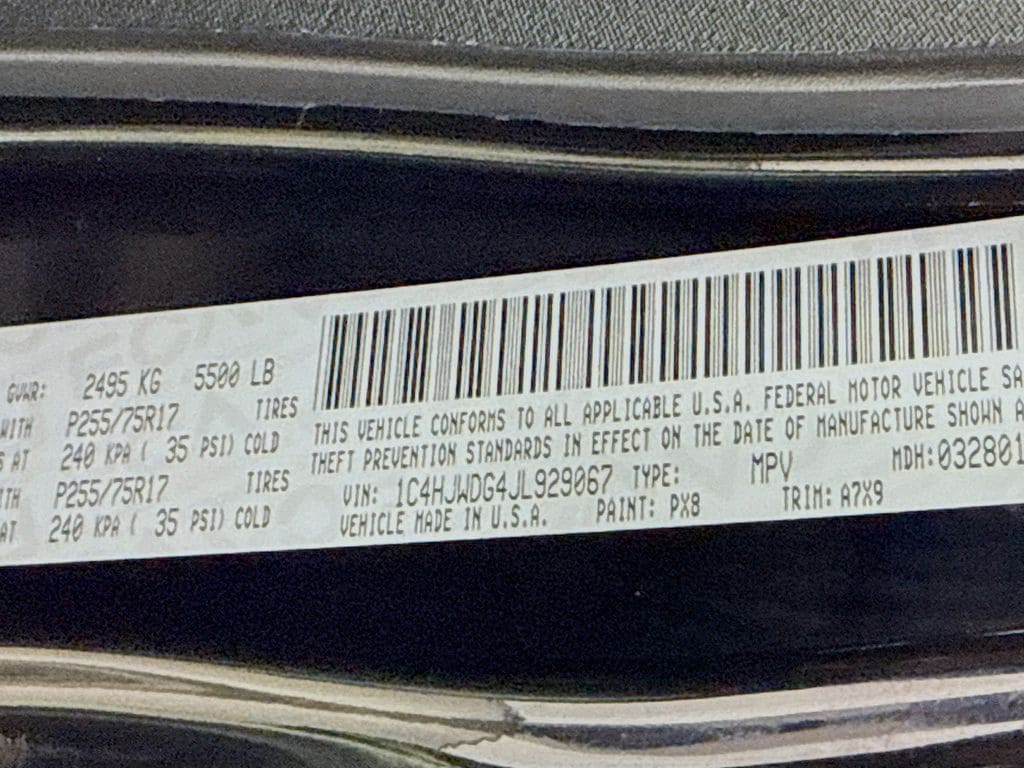 GVWR: 2495 KG 5500 LB
WITH P255/75R17 TIRES
S AT 240 KPA ( 35 PSI) COLD
ITH P255/75R17 TIRES
AT 240 KPA ( 35 PSI) COLD
THIS VEHICLE CONFORMS TO ALL APPLICABLE U.S.A. FEDERAL MOTOR VEHICLE SA
THEFT PREVENTION STANDARDS IN EFFECT ON THE DATE OF MANUFACTURE SHOWN A
VIN: 1C4HJWDG4JL929067 TYPE: MPV MDH:032801
VEHICLE MADE IN U.S.A. PAINT: PX8 TRIM: A7X9